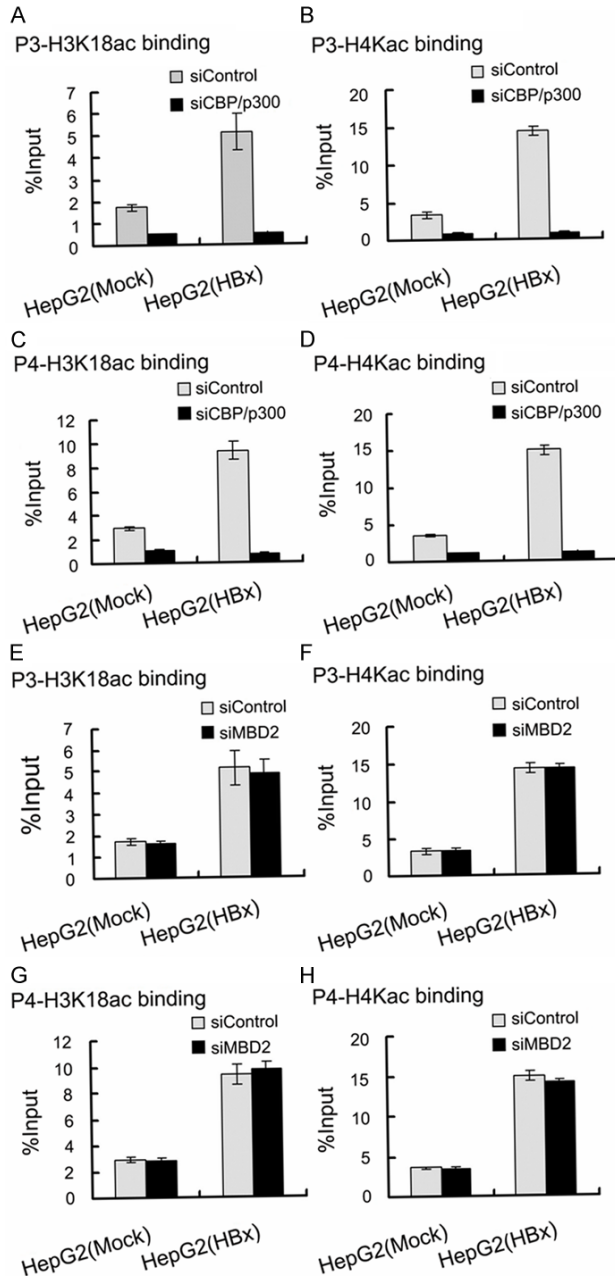 A
P3-H3K18ac binding
siControl
siCBP/p300
%Input
7
6
5
4
3
2
1
0
HepG2(Mock)
HepG2(HBx)
B
P3-H4Kac binding
siControl
siCBP/p300
%Input
20
15
10
5
0
HepG2(Mock)
HepG2(HBx)
C
P4-H3K18ac binding
siControl
siCBP/p300
%Input
12
10
8
6
4
2
0
HepG2(Mock)
HepG2(HBx)
D
P4-H4Kac binding
siControl
siCBP/p300
%Input
20
15
10
5
0
HepG2(Mock)
HepG2(HBx)
E
P3-H3K18ac binding
siControl
siMBD2
%Input
7
6
5
4
3
2
1
0
HepG2(Mock)
HepG2(HBx)
F
P3-H4Kac binding
siControl
siMBD2
%Input
20
15
10
5
0
HepG2(Mock)
HepG2(HBx)
G
P4-H3K18ac binding
siControl
siMBD2
%Input
12
10
8
6
4
2
0
HepG2(Mock)
HepG2(HBx)
H
P4-H4Kac binding
siControl
siMBD2
%Input
20
15
10
5
0
HepG2(Mock)
HepG2(HBx)